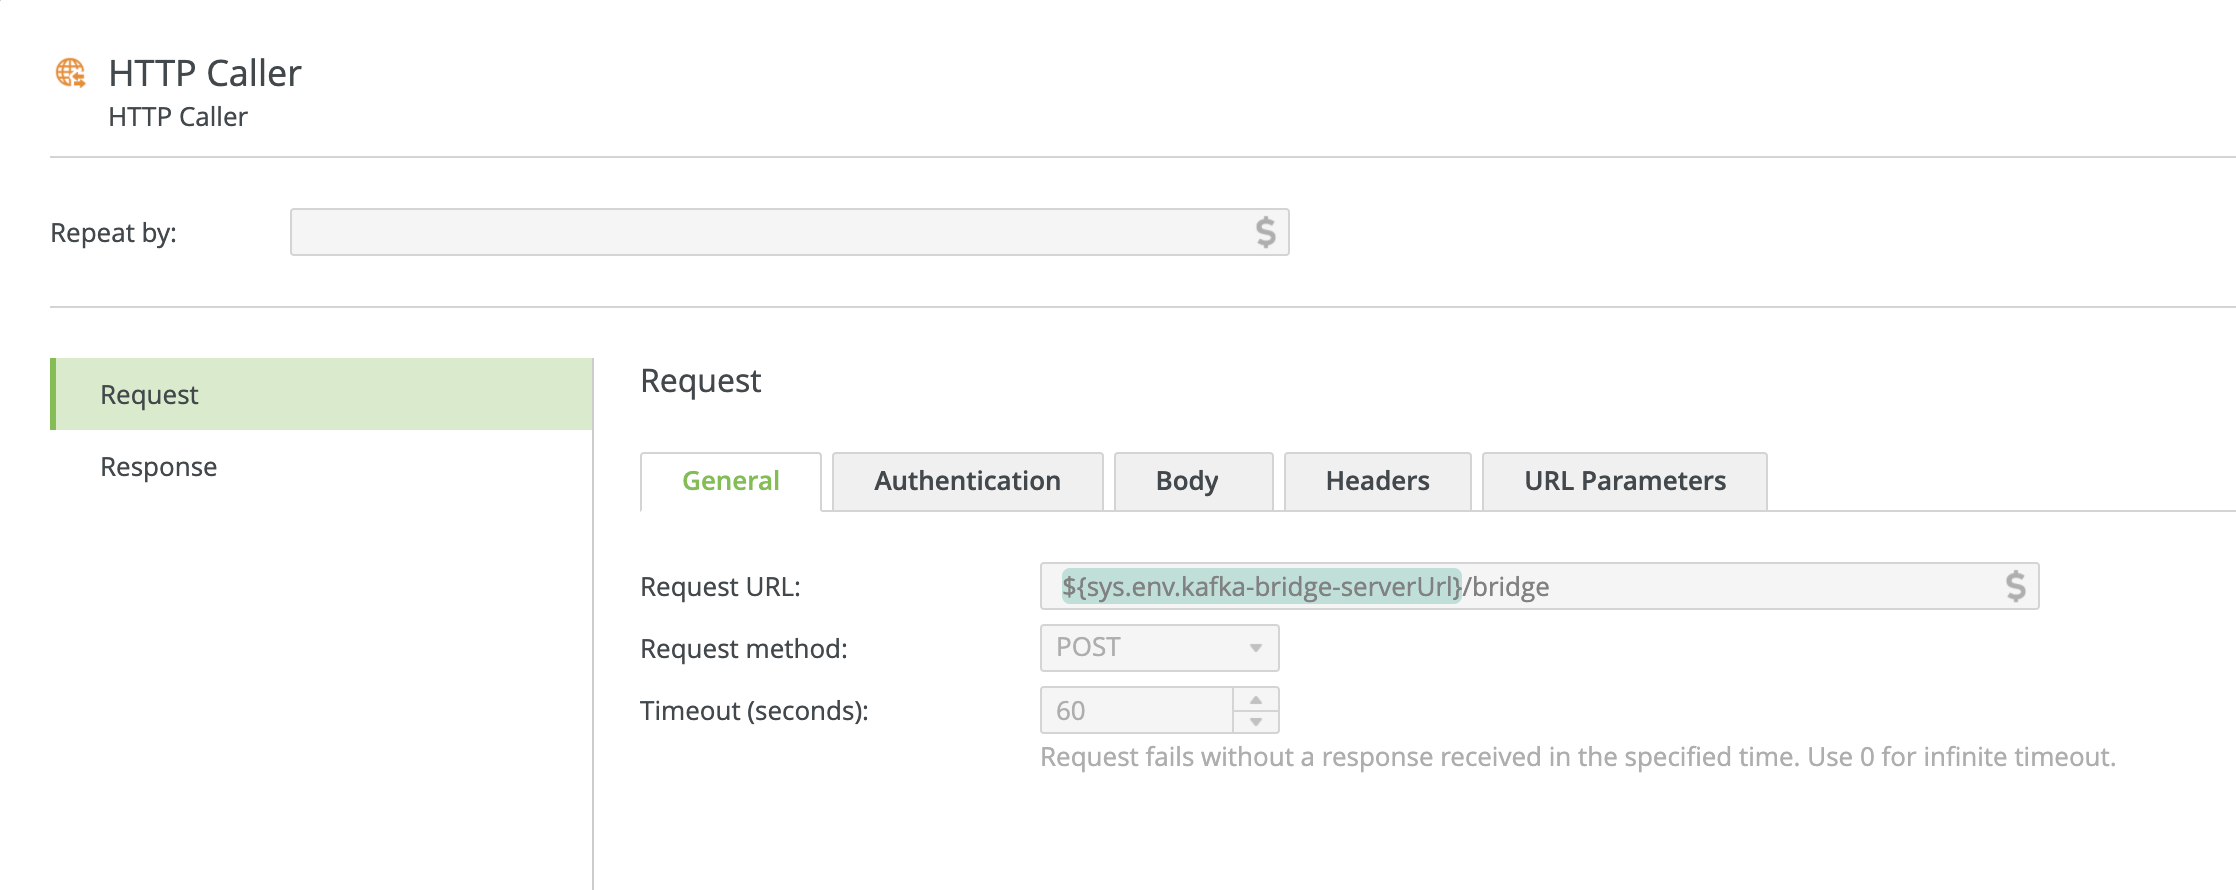 HTTP Caller
HTTP Caller
Repeat by:
$
Request
Response
Request
General
Authentication
Body
Headers
URL Parameters
Request URL:
${sys.env.kafka-bridge-serverUrl}/bridge
$
Request method:
POST
Timeout (seconds):
60
Request fails without a response received in the specified time. Use 0 for infinite timeout.